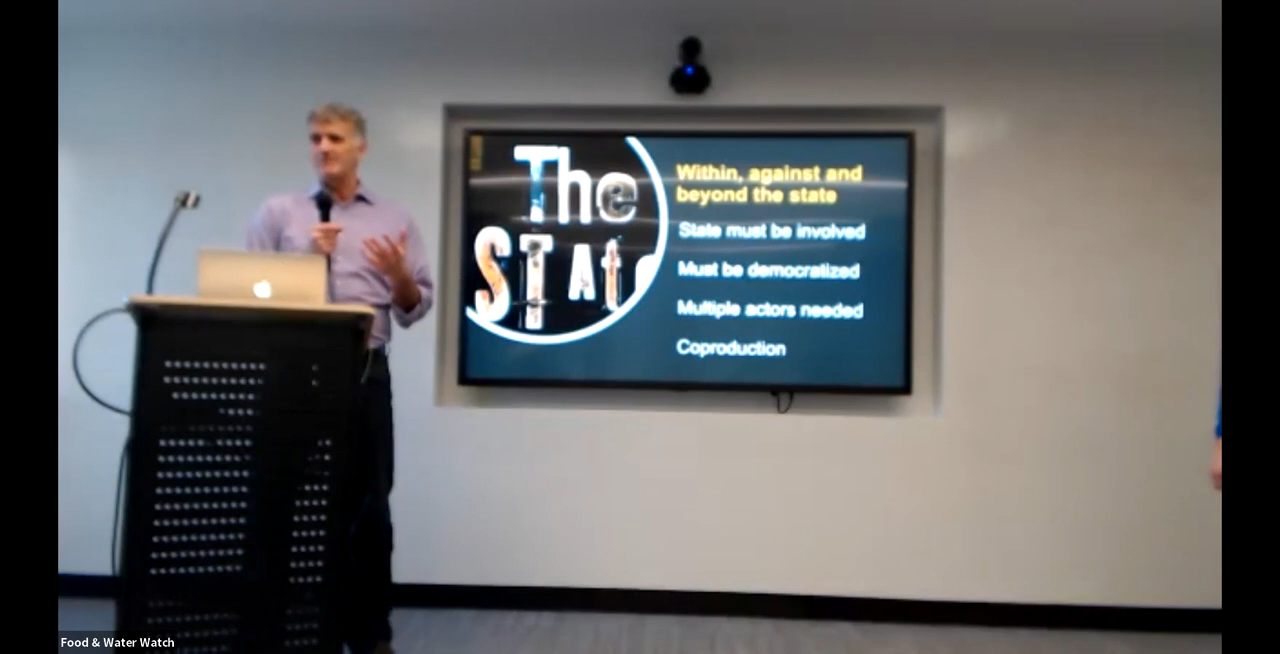 The
STAt
Within, against and
beyond the state
State must be involved
Must be democratized
Multiple actors needed
Coproduction
Food & Water Watch